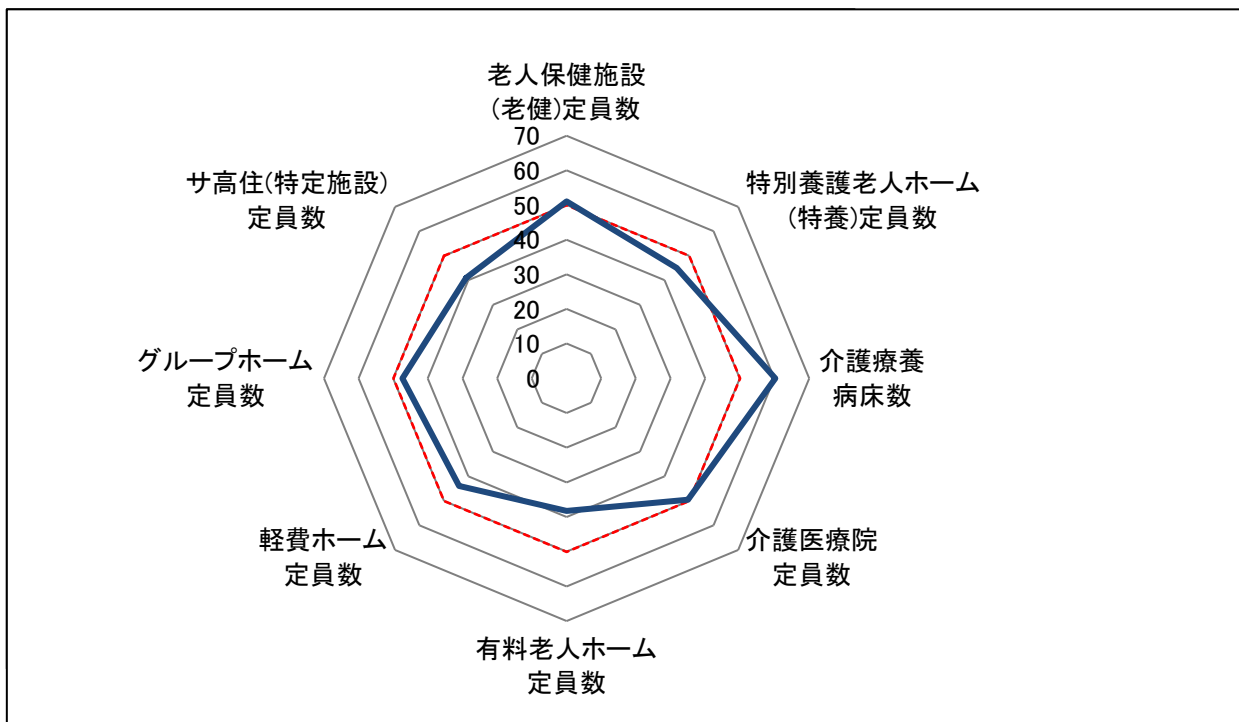 老人保健施設
(老健)定員数
特別養護老人ホーム
(特養)定員数
介護療養
病床数
介護医療院
定員数
有料老人ホーム
定員数
軽費ホーム
定員数
グループホーム
定員数
サ高住(特定施設)
定員数
70
60
50
40
30
20
10
0